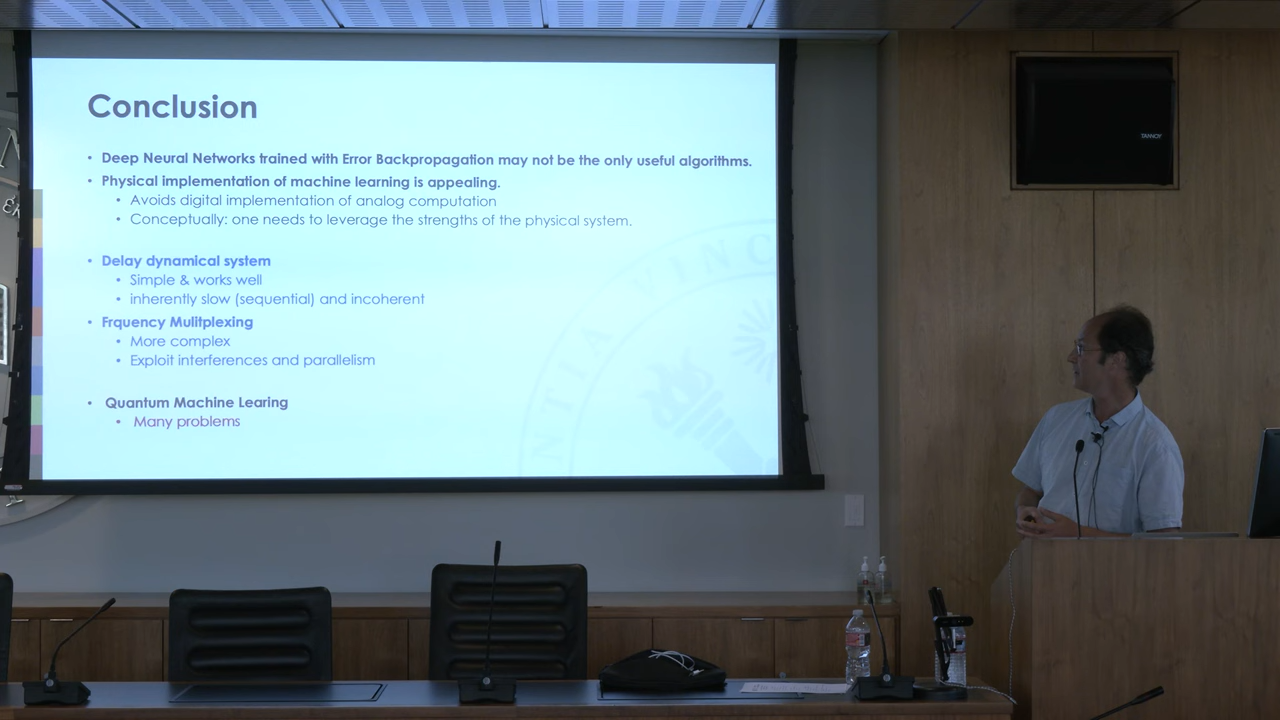 Conclusion
• Deep Neural Networks trained with Error Backpropagation may not be the only useful algorithms.
• Physical implementation of machine learning is appealing.
• Avoids digital implementation of analog computation
• Conceptually: one needs to leverage the strengths of the physical system.
• Delay dynamical system
• Simple & works well
• inherently slow (sequential) and incoherent
• Frquency Mulitplexing
• More complex
• Exploit interferences and parallelism
• Quantum Machine Learing
• Many problems
TANNOY